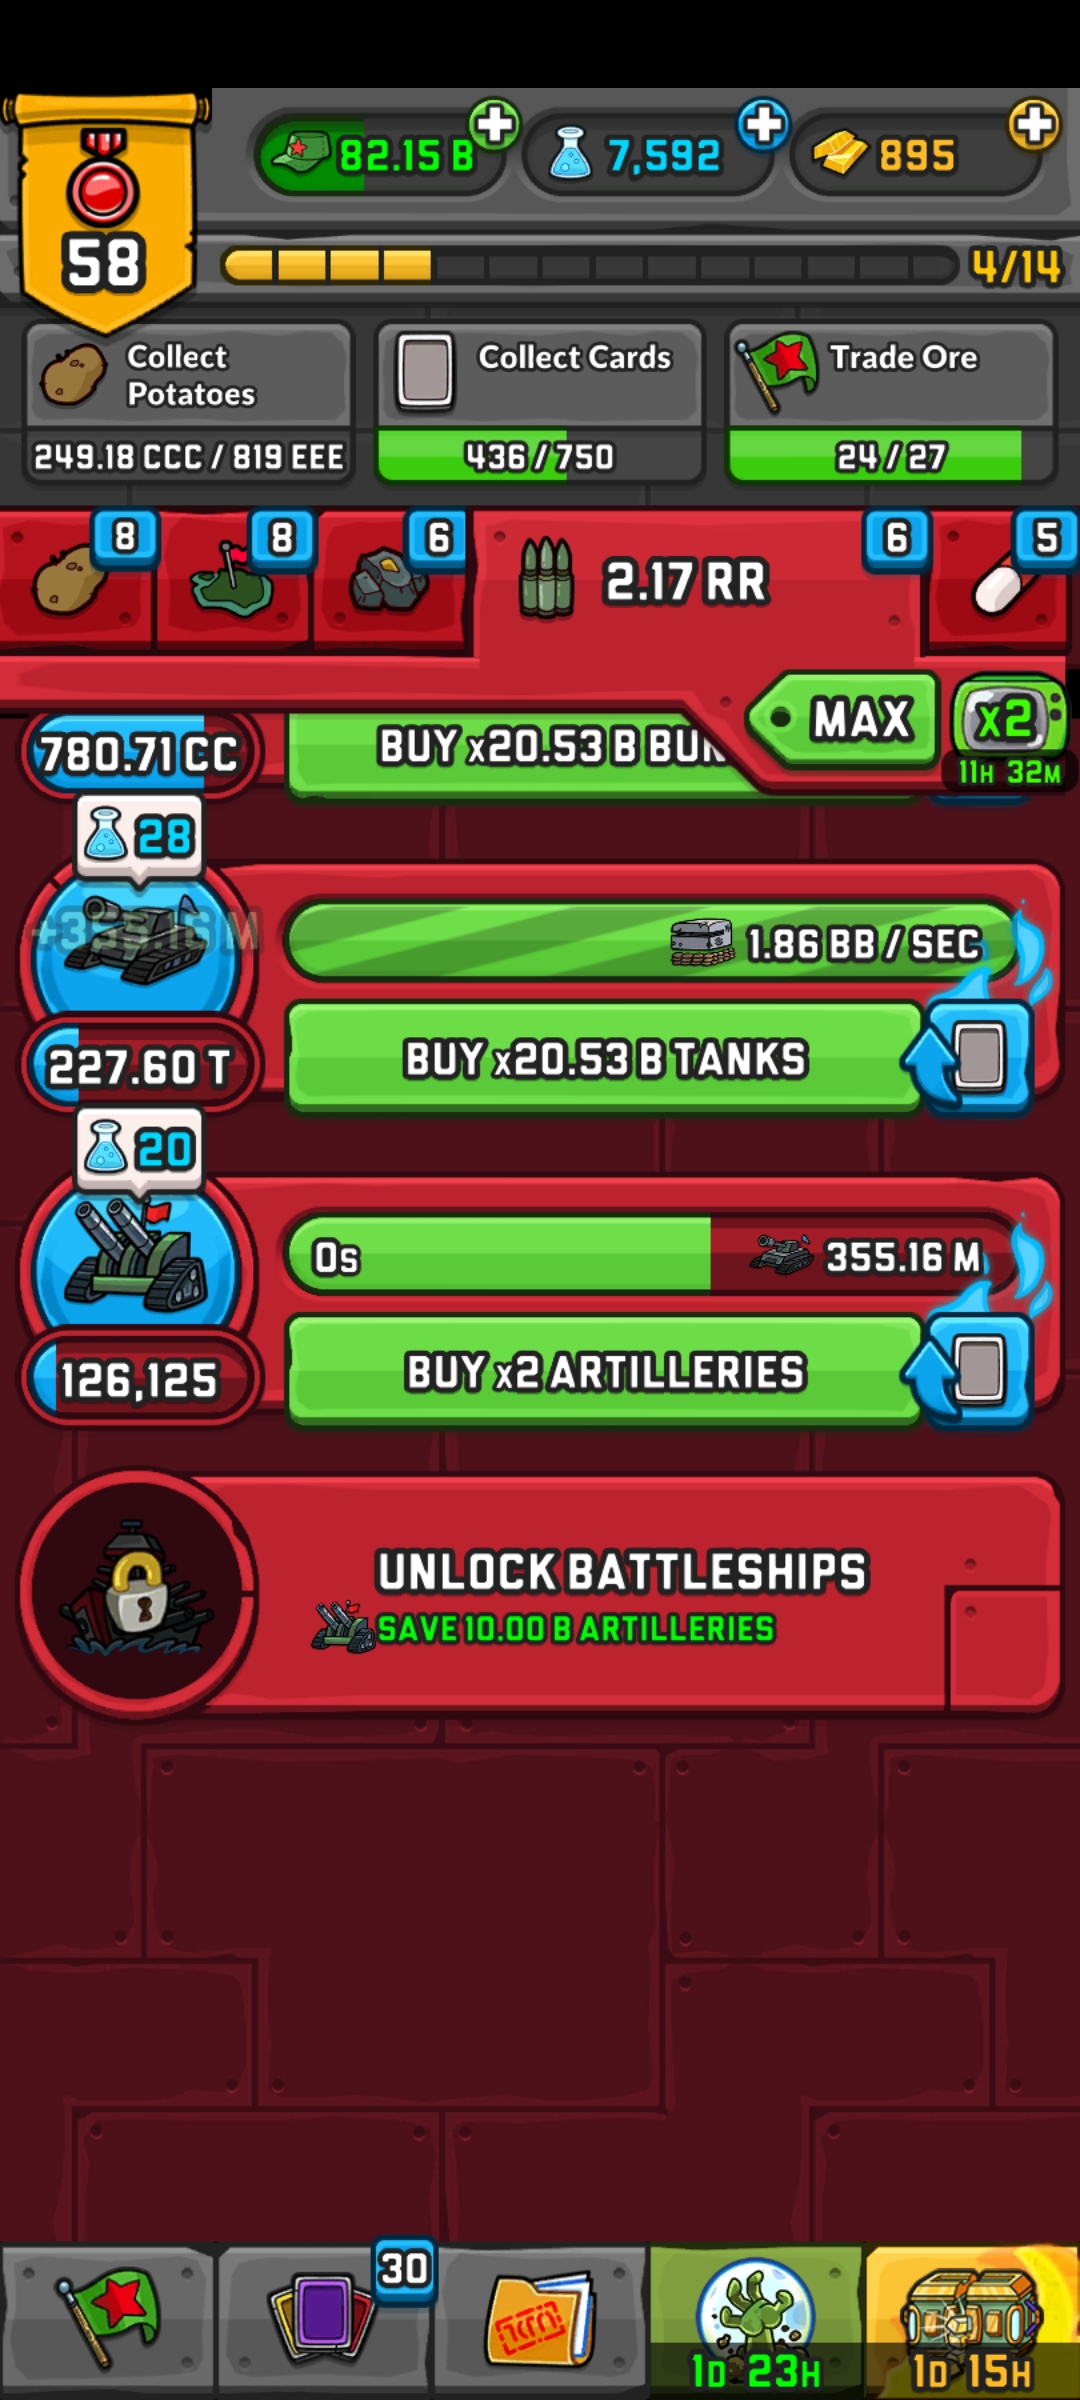 82.15 B
7,592
895
58
4/14
Collect
Potatoes
249.18 CCC / 819 EEE
Collect Cards
436 / 750
Trade Ore
24 / 27
8
8
6
2.17 RR
6
5
MAX
x2
11H 32M
780.71 CC
BUY x20.53 B BUN
28
+355.16 M
1.86 BB / SEC
227.60 T
BUY x20.53 B TANKS
20
0s
355.16 M
126,125
BUY x2 ARTILLERIES
UNLOCK BATTLESHIPS
SAVE 10.00 B ARTILLERIES
30
1D 23H
1D 15H